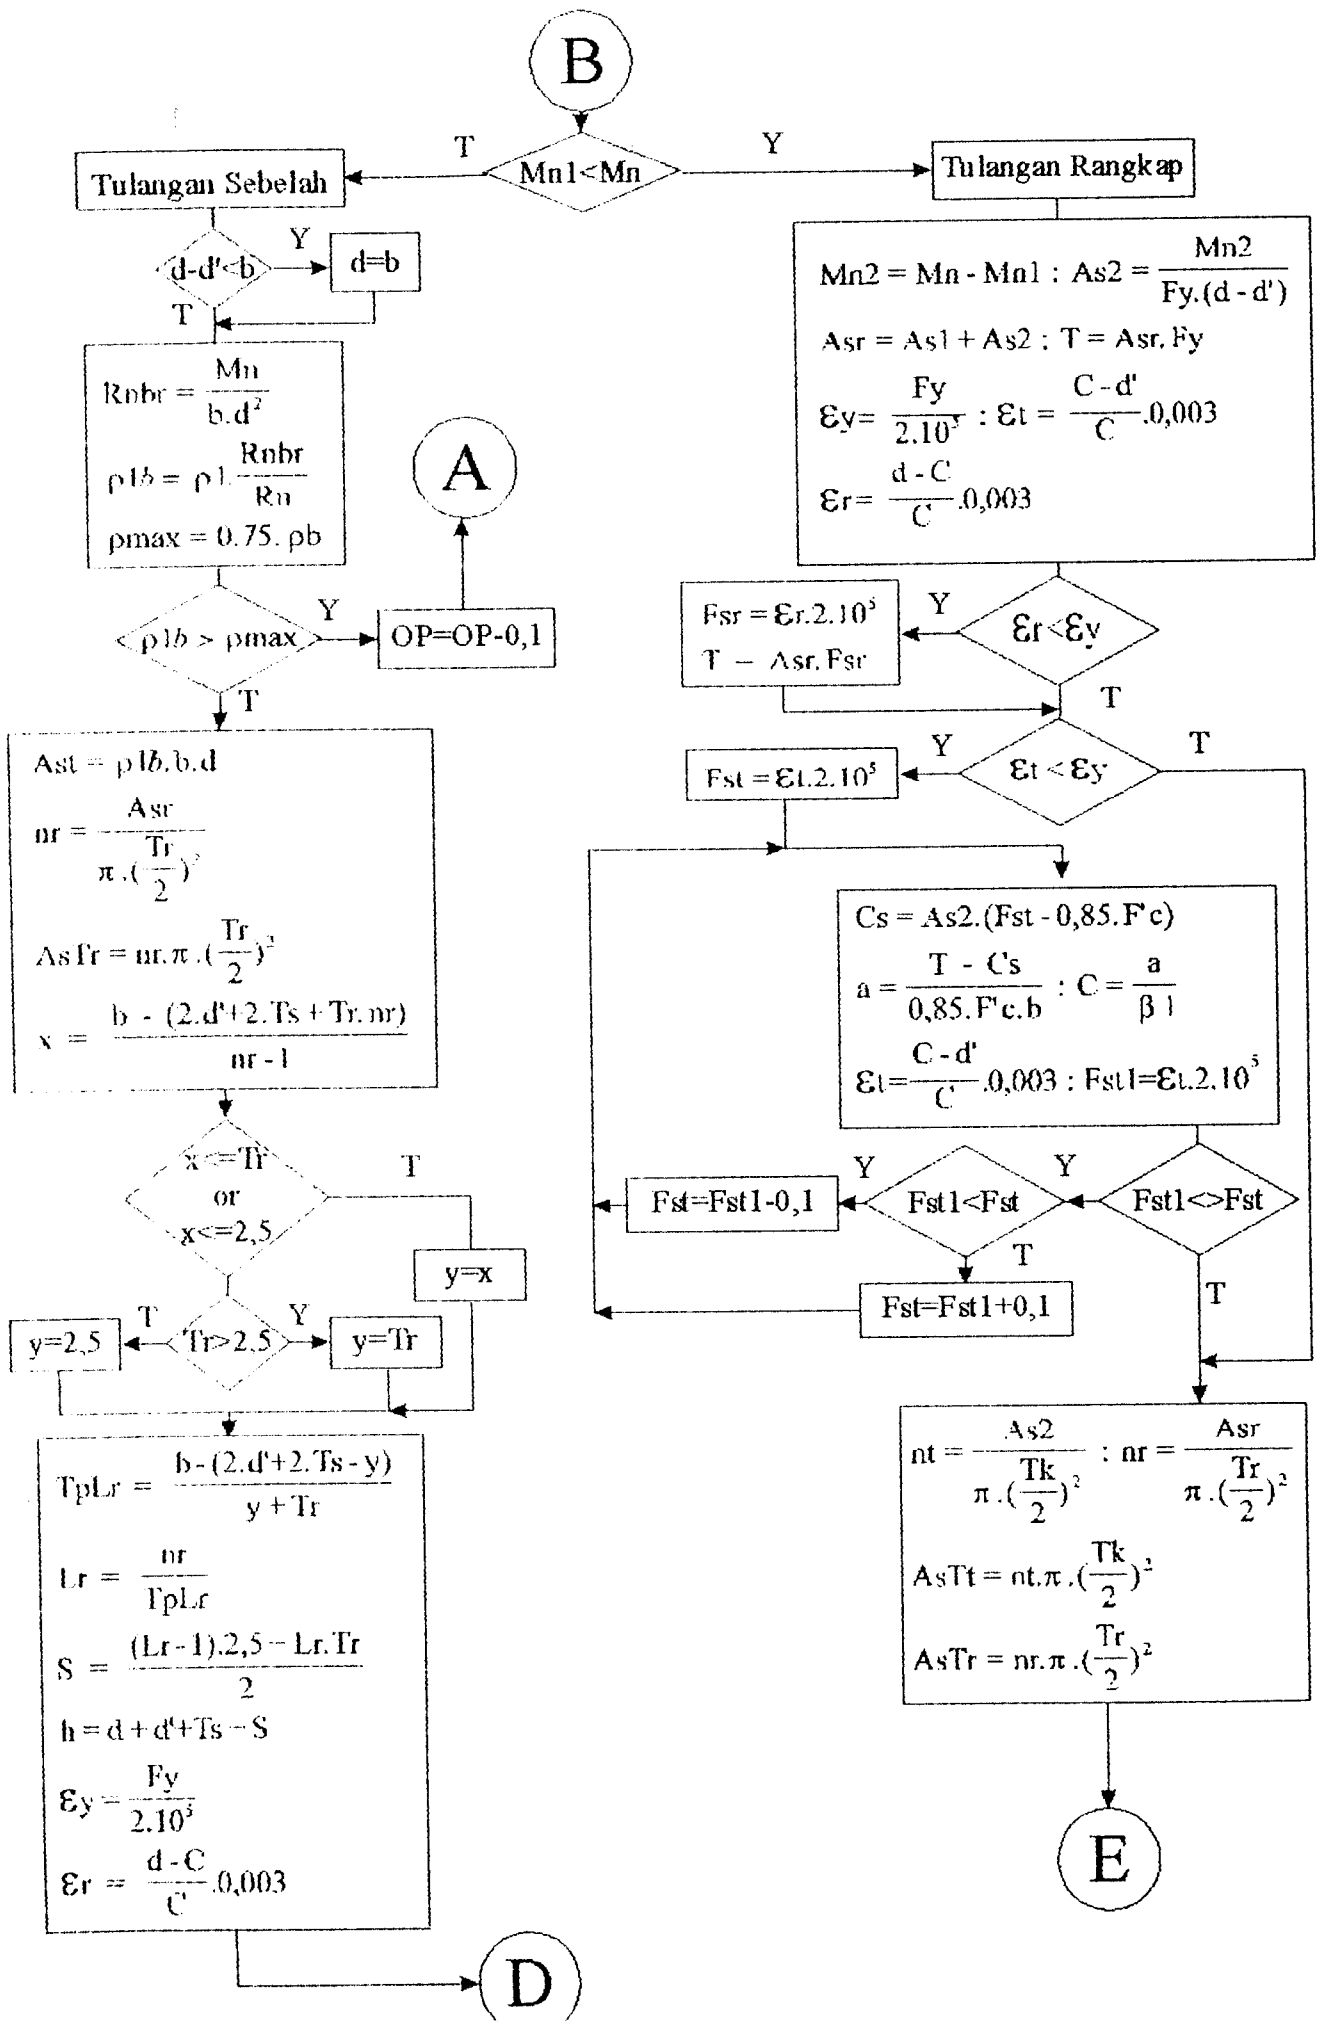 B
Mn1<Mn
T
Y
Tulangan Sebelah
d-d'<b
Y
d=b
T
Rnbr = Mn / b.d²
ρ1b = ρ1. Rnbr / Rn
ρmax = 0.75. ρb
ρ1b > ρmax
Y
OP=OP-0,1
A
T
Ast = ρ1b.b.d
nr = Asr / π.(Tr/2)²
AsTr = nr.π.(Tr/2)²
x = b - (2.d'+2.Ts + Tr.nr) / nr - 1
x<=Tr
or
x<=2,5
T
y=x
Tr>2,5
T
y=2,5
Y
y=Tr
TpLr = b-(2.d'+2.Ts-y) / y + Tr
Lr = nr / TpLr
S = (Lr-1).2,5-Lr.Tr / 2
h = d + d'+Ts - S
Ɛy = Fy / 2.10⁵
Ɛr = d - C / C .0,003
D
Tulangan Rangkap
Mn2 = Mn - Mn1 : As2 = Mn2 / Fy.(d - d')
Asr = As1 + As2 : T = Asr.Fy
Ɛy = Fy / 2.10⁵ : Ɛt = C - d' / C .0,003
Ɛr = d - C / C .0,003
Ɛr<Ɛy
Y
Fsr = Ɛr.2.10⁵
T - Asr.Fsr
T
Ɛt < Ɛy
Y
T
Fst = Ɛt.2.10⁵
Cs = As2.(Fst - 0,85.F'c)
a = T - Cs / 0,85.F'c.b : C = a / β1
Ɛt = C - d' / C .0,003 : Fst1=Ɛt.2.10⁵
Fst1<>Fst
Y
Fst1<Fst
Y
Fst=Fst1-0,1
T
Fst=Fst1+0,1
T
nt = As2 / π.(Tk/2)² : nr = Asr / π.(Tr/2)²
AsTt = nt.π.(Tk/2)²
AsTr = nr.π.(Tr/2)²
E